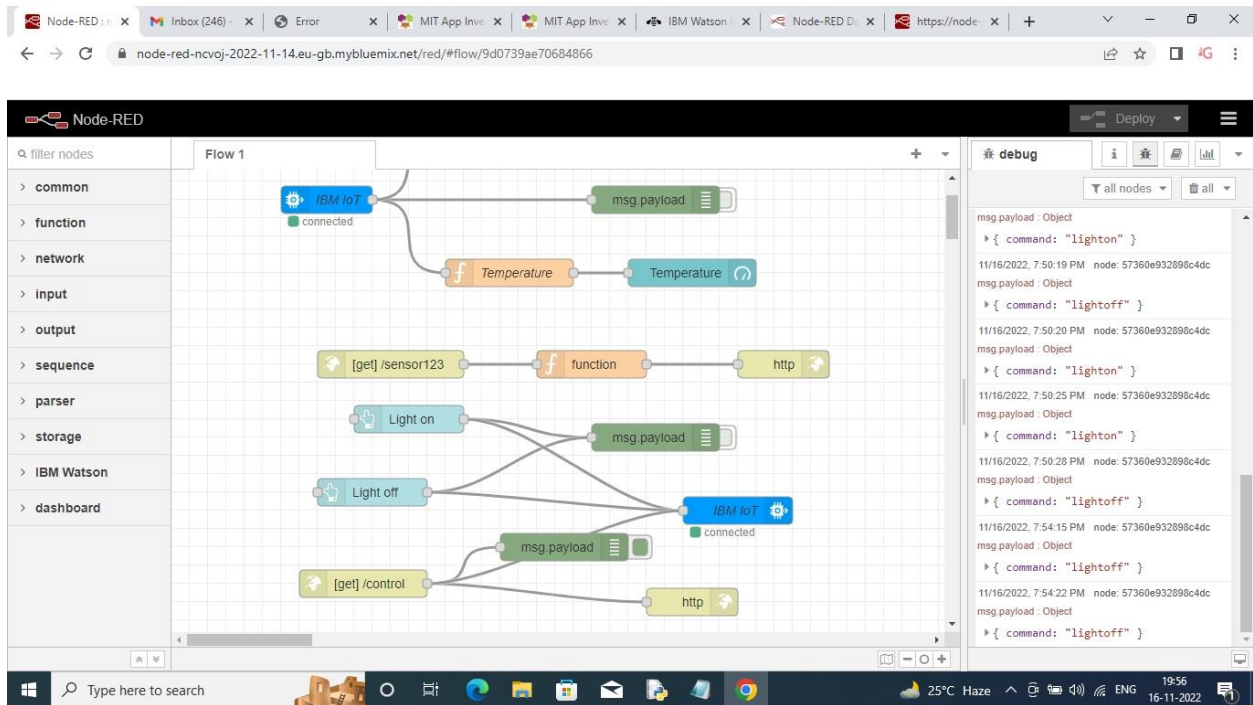 Node-RED : n
Inbox (246) -
Error
MIT App Inve
MIT App Inve
IBM Watson
Node-RED Da
https://node-
node-red-ncvoj-2022-11-14.eu-gb.mybluemix.net/red/#flow/9d0739ae70684866
Node-RED
Deploy
filter nodes
Flow 1
debug
all nodes
all
common
function
network
input
output
sequence
parser
storage
IBM Watson
dashboard
IBM IoT
connected
msg.payload
Temperature
Temperature
[get] /sensor123
function
http
Light on
msg.payload
Light off
IBM IoT
connected
msg.payload
[get] /control
http
msg.payload : Object
{ command: "lighton" }
11/16/2022, 7:50:19 PM node: 57360e932898c4dc
msg.payload : Object
{ command: "lightoff" }
11/16/2022, 7:50:20 PM node: 57360e932898c4dc
msg.payload : Object
{ command: "lighton" }
11/16/2022, 7:50:25 PM node: 57360e932898c4dc
msg.payload : Object
{ command: "lighton" }
11/16/2022, 7:50:28 PM node: 57360e932898c4dc
msg.payload : Object
{ command: "lightoff" }
11/16/2022, 7:54:15 PM node: 57360e932898c4dc
msg.payload : Object
{ command: "lightoff" }
11/16/2022, 7:54:22 PM node: 57360e932898c4dc
msg.payload : Object
{ command: "lightoff" }
Type here to search
25°C Haze
ENG
19:56
16-11-2022